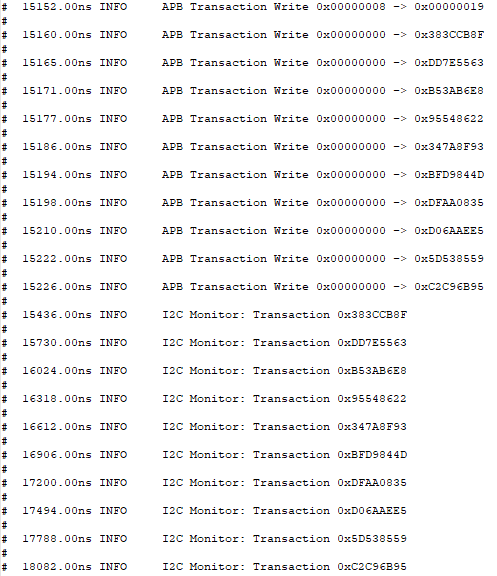 # 15152.00ns INFO APB Transaction Write 0x00000008 -> 0x00000019
#
# 15160.00ns INFO APB Transaction Write 0x00000000 -> 0x383CCB8F
#
# 15165.00ns INFO APB Transaction Write 0x00000000 -> 0xDD7E5563
#
# 15171.00ns INFO APB Transaction Write 0x00000000 -> 0xB53AB6E8
#
# 15177.00ns INFO APB Transaction Write 0x00000000 -> 0x95548622
#
# 15186.00ns INFO APB Transaction Write 0x00000000 -> 0x347A8F93
#
# 15194.00ns INFO APB Transaction Write 0x00000000 -> 0xBFD9844D
#
# 15198.00ns INFO APB Transaction Write 0x00000000 -> 0xDFAA0835
#
# 15210.00ns INFO APB Transaction Write 0x00000000 -> 0xD06AAEE5
#
# 15222.00ns INFO APB Transaction Write 0x00000000 -> 0x5D538559
#
# 15226.00ns INFO APB Transaction Write 0x00000000 -> 0xC2C96B95
#
# 15436.00ns INFO I2C Monitor: Transaction 0x383CCB8F
#
# 15730.00ns INFO I2C Monitor: Transaction 0xDD7E5563
#
# 16024.00ns INFO I2C Monitor: Transaction 0xB53AB6E8
#
# 16318.00ns INFO I2C Monitor: Transaction 0x95548622
#
# 16612.00ns INFO I2C Monitor: Transaction 0x347A8F93
#
# 16906.00ns INFO I2C Monitor: Transaction 0xBFD9844D
#
# 17200.00ns INFO I2C Monitor: Transaction 0xDFAA0835
#
# 17494.00ns INFO I2C Monitor: Transaction 0xD06AAEE5
#
# 17788.00ns INFO I2C Monitor: Transaction 0x5D538559
#
# 18082.00ns INFO I2C Monitor: Transaction 0xC2C96B95